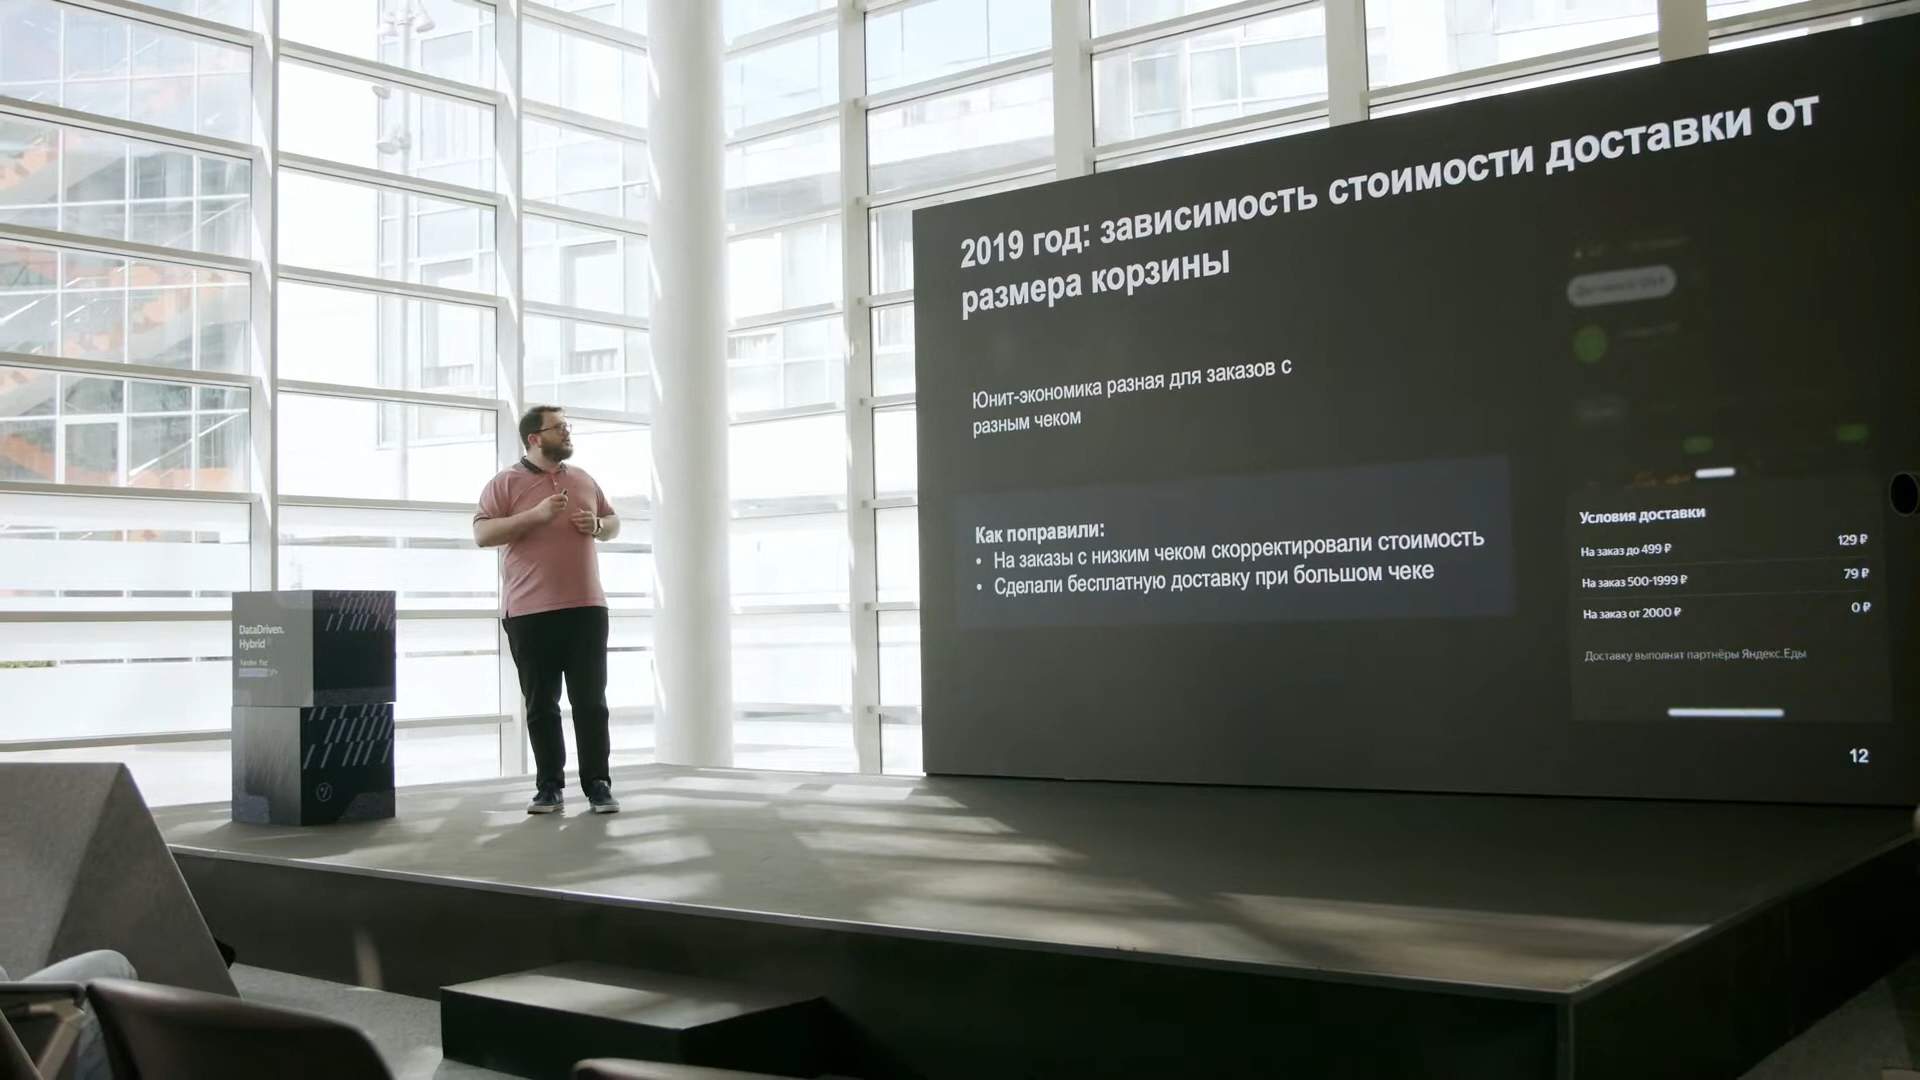 2019 год: зависимость стоимости доставки от
размера корзины
Юнит-экономика разная для заказов с
разным чеком
Как поправили:
• На заказы с низким чеком скорректировали стоимость
• Сделали бесплатную доставку при большом чеке
Условия доставки
На заказ до 499 ₽ 129 ₽
На заказ 500-1999 ₽ 79 ₽
На заказ от 2000 ₽ 0 ₽
Доставку выполнят партнёры Яндекс.Еды
12
DataDriven.
Hybrid